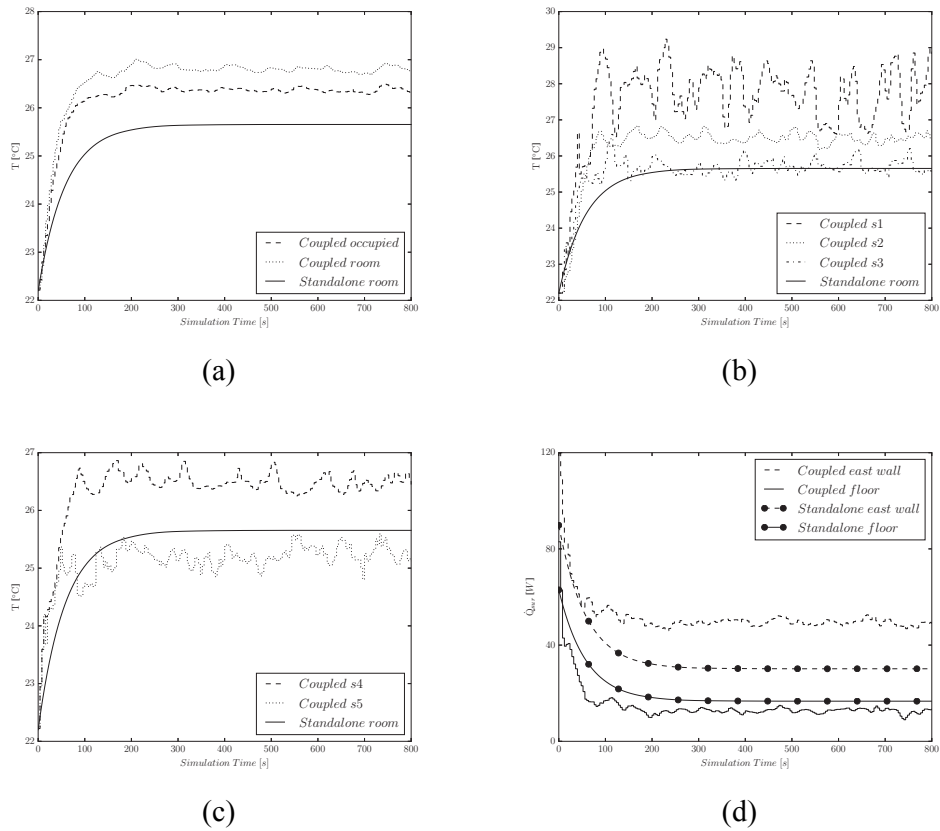 28
27
26
25
24
23
22
T [°C]
0 100 200 300 400 500 600 700 800
Simulation Time [s]
Coupled occupied
Coupled room
Standalone room
(a)
30
29
28
27
26
25
24
23
22
T [°C]
0 100 200 300 400 500 600 700 800
Simulation Time [s]
Coupled s1
Coupled s2
Coupled s3
Standalone room
(b)
27
26
25
24
23
22
T [°C]
0 100 200 300 400 500 600 700 800
Simulation Time [s]
Coupled s4
Coupled s5
Standalone room
(c)
120
80
40
0
[W]
0 100 200 300 400 500 600 700 800
Simulation Time [s]
Coupled east wall
Coupled floor
Standalone east wall
Standalone floor
(d)